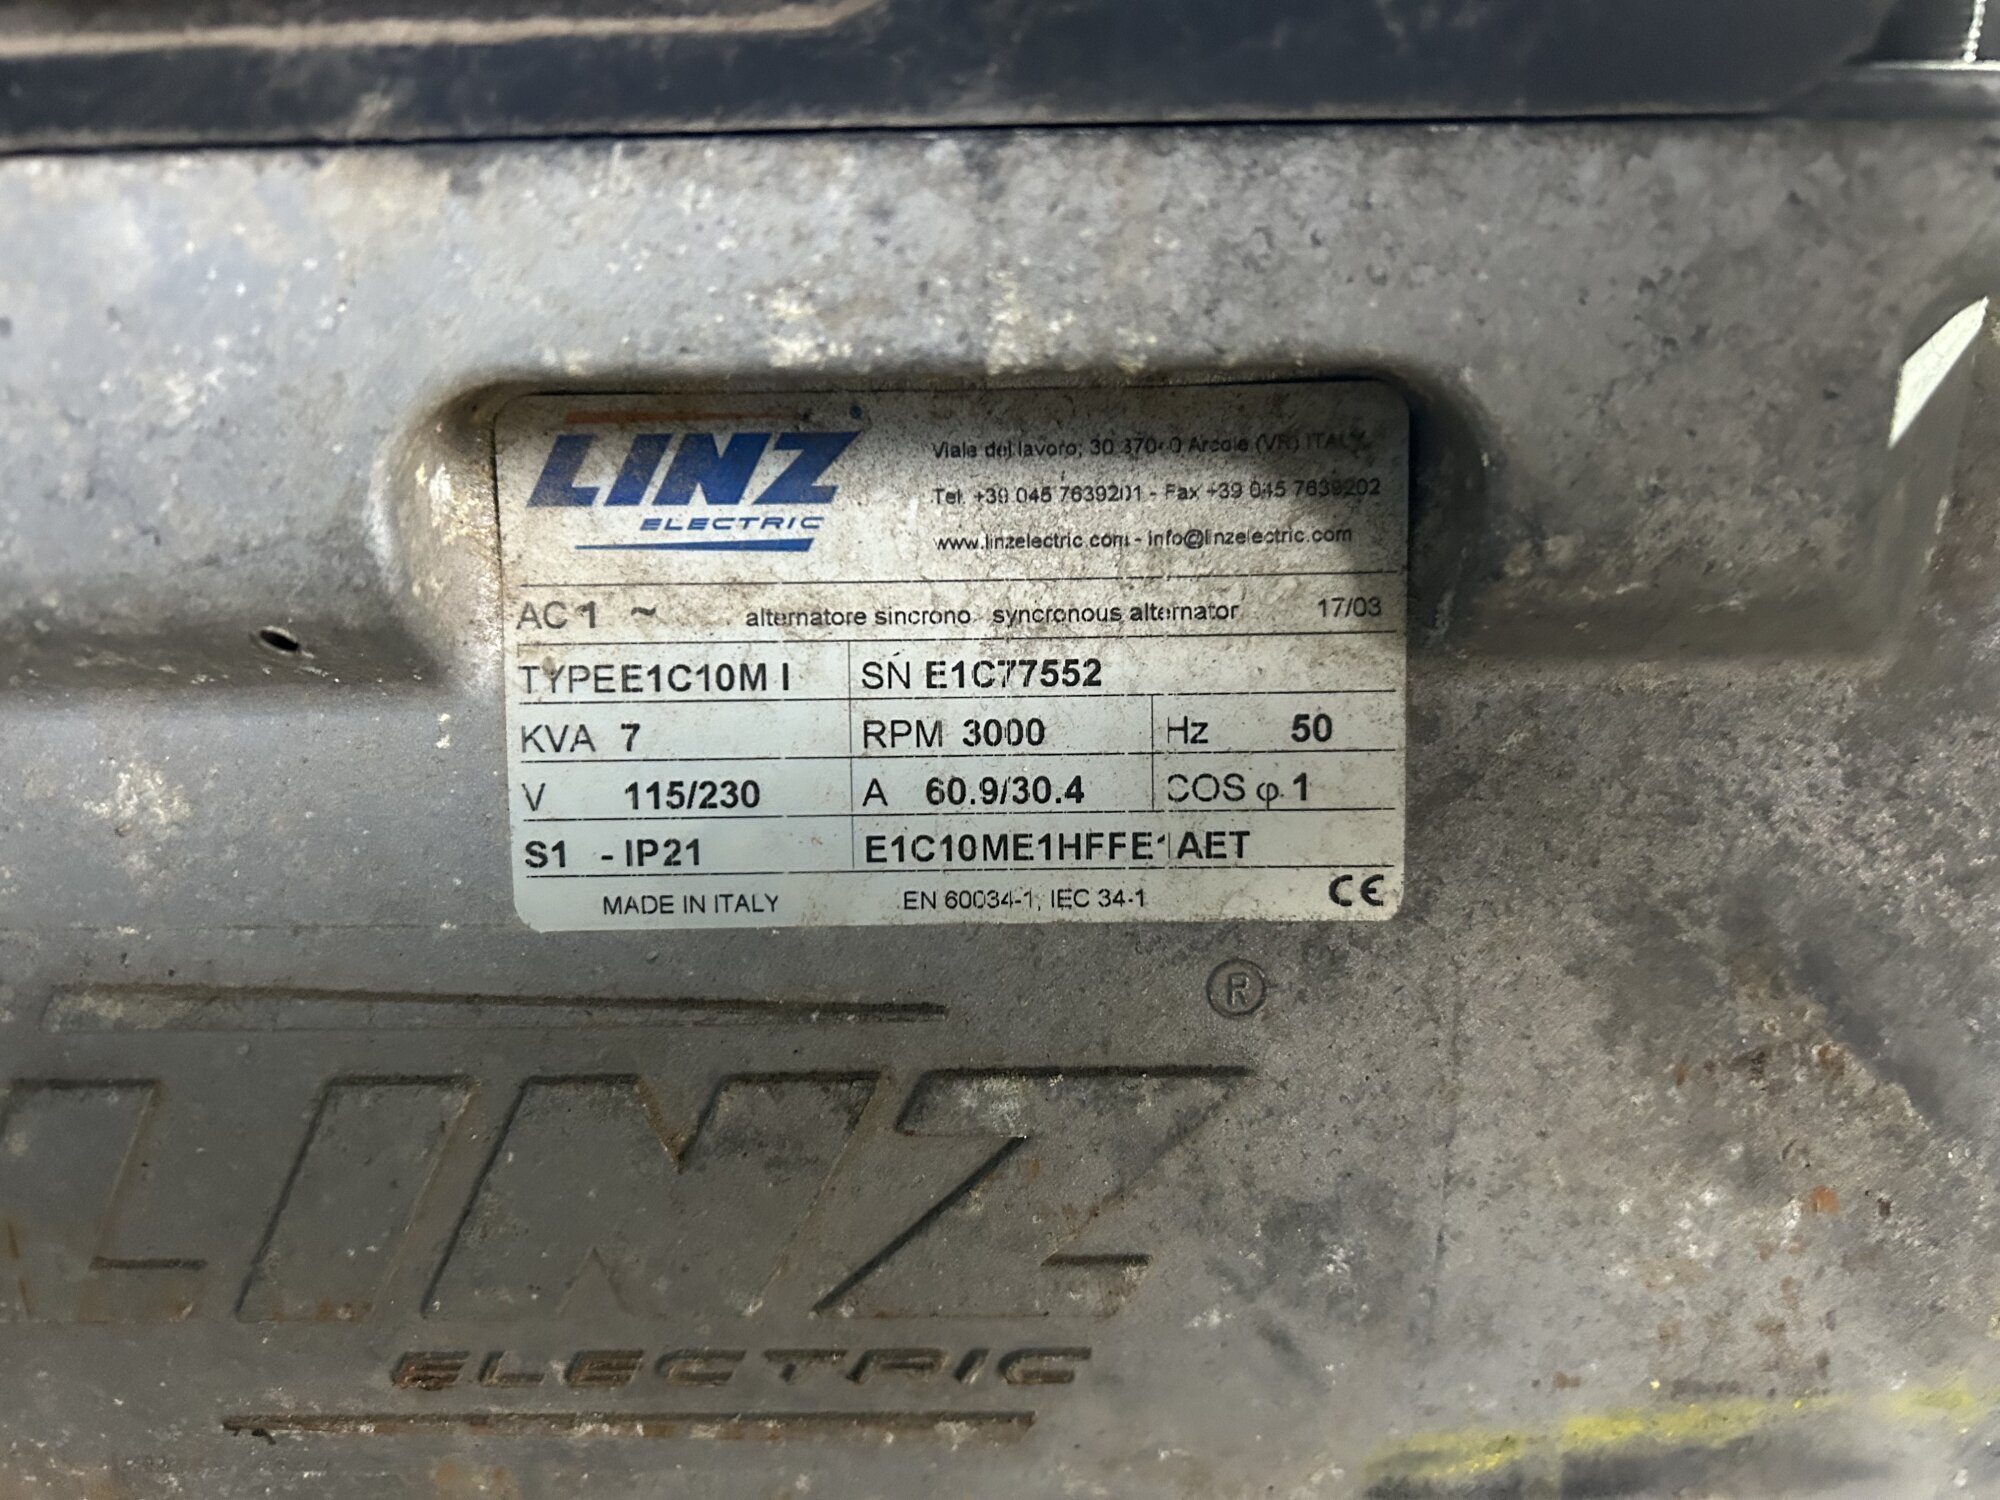 LINZ ®
ELECTRIC
Viale del lavoro, 30 37040 Arcole (VR) ITALY
Tel. +39 045 7639201 - Fax +39 045 7639202
www.linzelectric.com - info@linzelectric.com
AC 1 ~ alternatore sincrono syncronous alternator 17/03
TYPE E1C10M I SN E1C77552
KVA 7 RPM 3000 Hz 50
V 115/230 A 60.9/30.4 COS φ 1
S1 - IP21 E1C10ME1HFFE1AET
MADE IN ITALY EN 60034-1, IEC 34-1 CE
®
LINZ
ELECTRIC